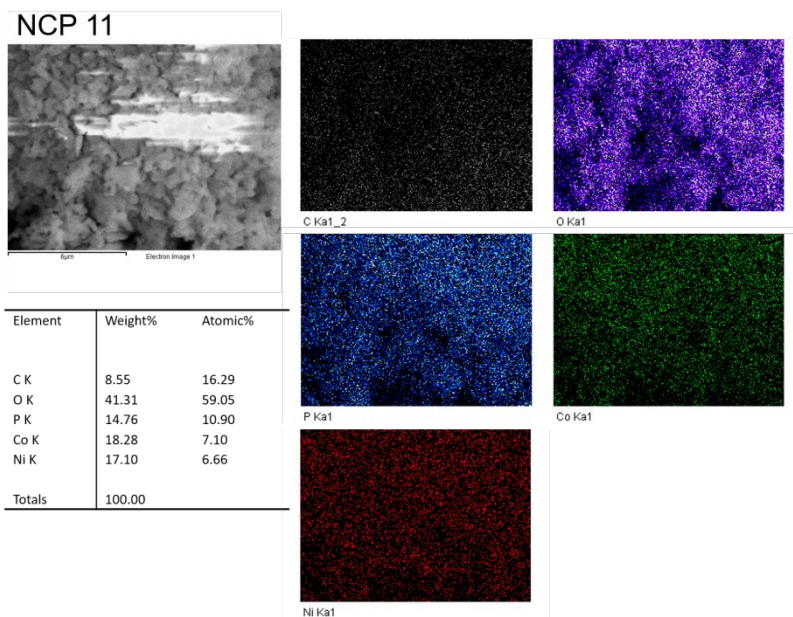 NCP 11
6μm Electron Image 1
C Ka1_2
O Ka1
P Ka1
Co Ka1
Ni Ka1
Element Weight% Atomic%
C K 8.55 16.29
O K 41.31 59.05
P K 14.76 10.90
Co K 18.28 7.10
Ni K 17.10 6.66
Totals 100.00